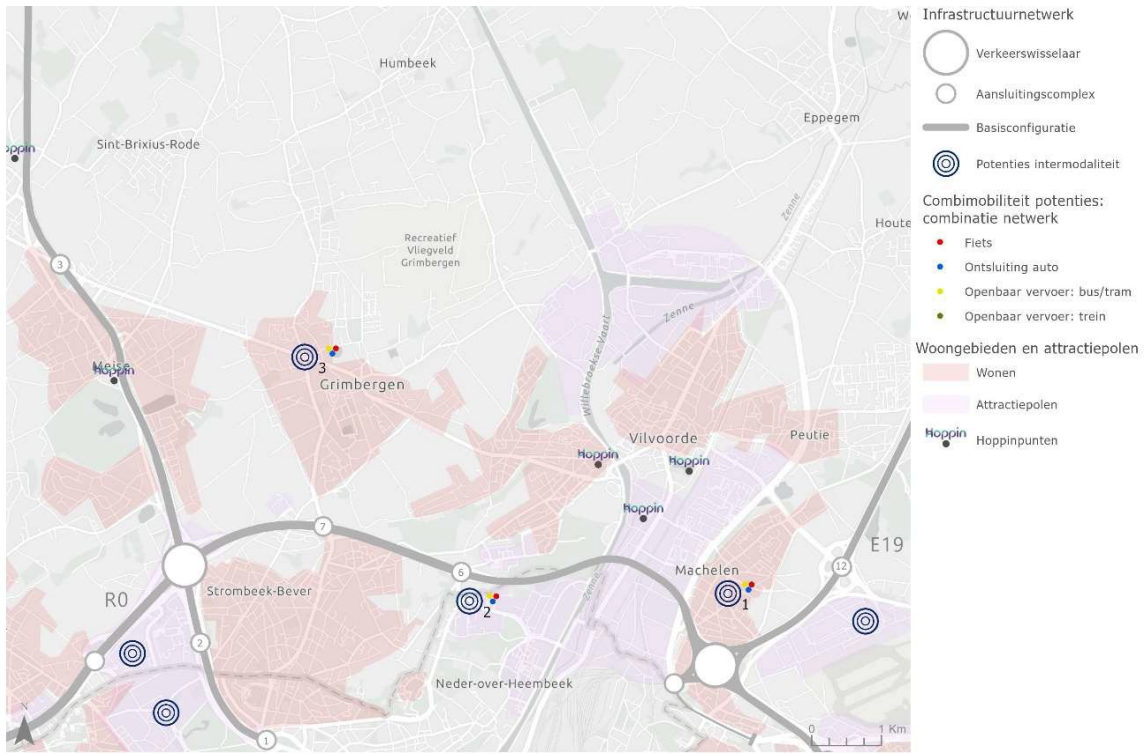 Humbeek
Eppegem
Sint-Brixius-Rode
Hoppin
Zenne
Houte
Recreatief
Vliegveld
Grimbergen
3
Zenne
Willebroekse Vaart
Meise
Hoppin
3
Grimbergen
Vilvoorde
Peutie
Hoppin
Hoppin
Hoppin
7
E19
6
Machelen
12
R0
Strombeek-Bever
Zenne
2
1
2
Neder-over-Heembeek
N
1
0
1 Km
Infrastructuurnetwerk
Verkeerswisselaar
Aansluitingscomplex
Basisconfiguratie
Potenties intermodaliteit
Combimobiliteit potenties:
combinatie netwerk
Fiets
Ontsluiting auto
Openbaar vervoer: bus/tram
Openbaar vervoer: trein
Woongebieden en attractiepolen
Wonen
Attractiepolen
Hoppin
Hoppinpunten